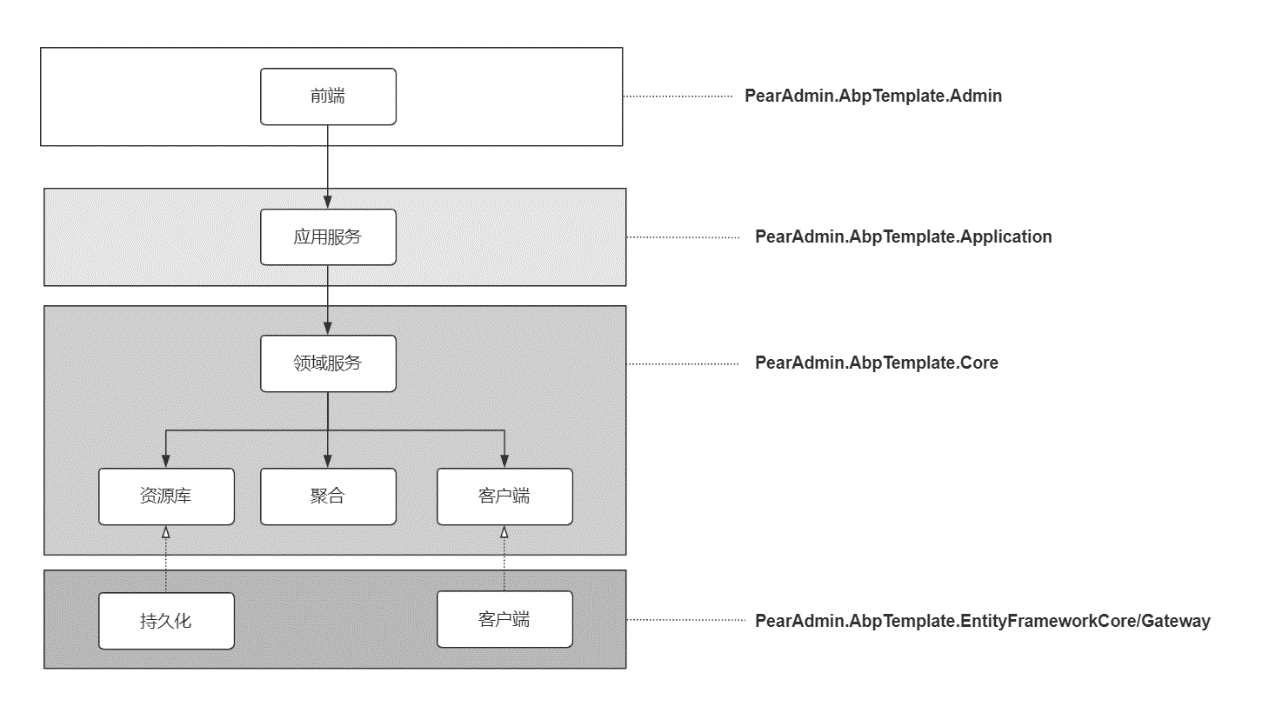 前端
PearAdmin.AbpTemplate.Admin
应用服务
PearAdmin.AbpTemplate.Application
领域服务
PearAdmin.AbpTemplate.Core
资源库
聚合
客户端
持久化
客户端
PearAdmin.AbpTemplate.EntityFrameworkCore/Gateway